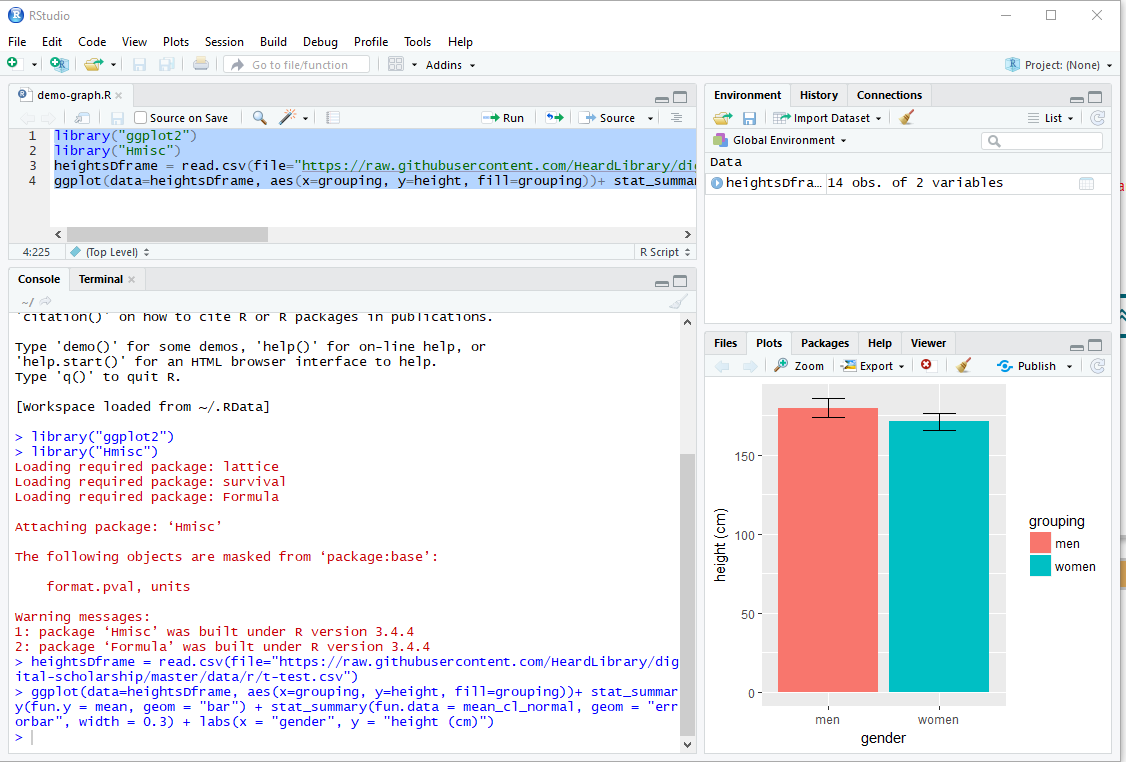 RStudio
File Edit Code View Plots Session Build Debug Profile Tools Help
Go to file/function Addins Project: (None)
demo-graph.R
Source on Save Run Source
1 library("ggplot2")
2 library("Hmisc")
3 heightsDframe = read.csv(file="https://raw.githubusercontent.com/HeardLibrary/di
4 ggplot(data=heightsDframe, aes(x=grouping, y=height, fill=grouping))+ stat_summa
4:225 (Top Level) R Script
Console Terminal
~/
'citation()' on how to cite R or R packages in publications.
Type 'demo()' for some demos, 'help()' for on-line help, or
'help.start()' for an HTML browser interface to help.
Type 'q()' to quit R.
[Workspace loaded from ~/.RData]
> library("ggplot2")
> library("Hmisc")
Loading required package: lattice
Loading required package: survival
Loading required package: Formula
Attaching package: ‘Hmisc’
The following objects are masked from ‘package:base’:
format.pval, units
Warning messages:
1: package ‘Hmisc’ was built under R version 3.4.4
2: package ‘Formula’ was built under R version 3.4.4
> heightsDframe = read.csv(file="https://raw.githubusercontent.com/HeardLibrary/dig
ital-scholarship/master/data/r/t-test.csv")
> ggplot(data=heightsDframe, aes(x=grouping, y=height, fill=grouping))+ stat_summar
y(fun.y = mean, geom = "bar") + stat_summary(fun.data = mean_cl_normal, geom = "err
orbar", width = 0.3) + labs(x = "gender", y = "height (cm)")
>
Environment History Connections
Import Dataset List
Global Environment
Data
heightsDfra… 14 obs. of 2 variables
Files Plots Packages Help Viewer
Zoom Export Publish
150
100
50
0
height (cm)
men women
gender
grouping
men
women